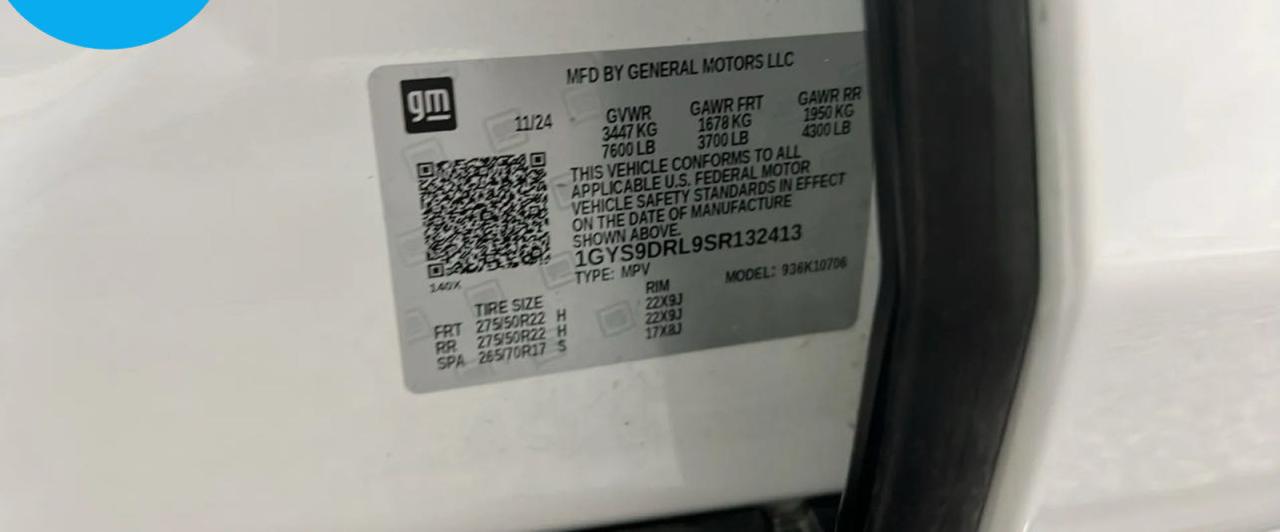 gm
MFD BY GENERAL MOTORS LLC
11/24
GVWR GAWR FRT GAWR RR
3447 KG 1678 KG 1950 KG
7600 LB 3700 LB 4300 LB
THIS VEHICLE CONFORMS TO ALL
APPLICABLE U.S. FEDERAL MOTOR
VEHICLE SAFETY STANDARDS IN EFFECT
ON THE DATE OF MANUFACTURE
SHOWN ABOVE.
1GYS9DRL9SR132413
TYPE: MPV MODEL: 936K10706
140X
TIRE SIZE RIM
FRT 275/50R22 H 22X9J
RR 275/50R22 H 22X9J
SPA 265/70R17 S 17X8J